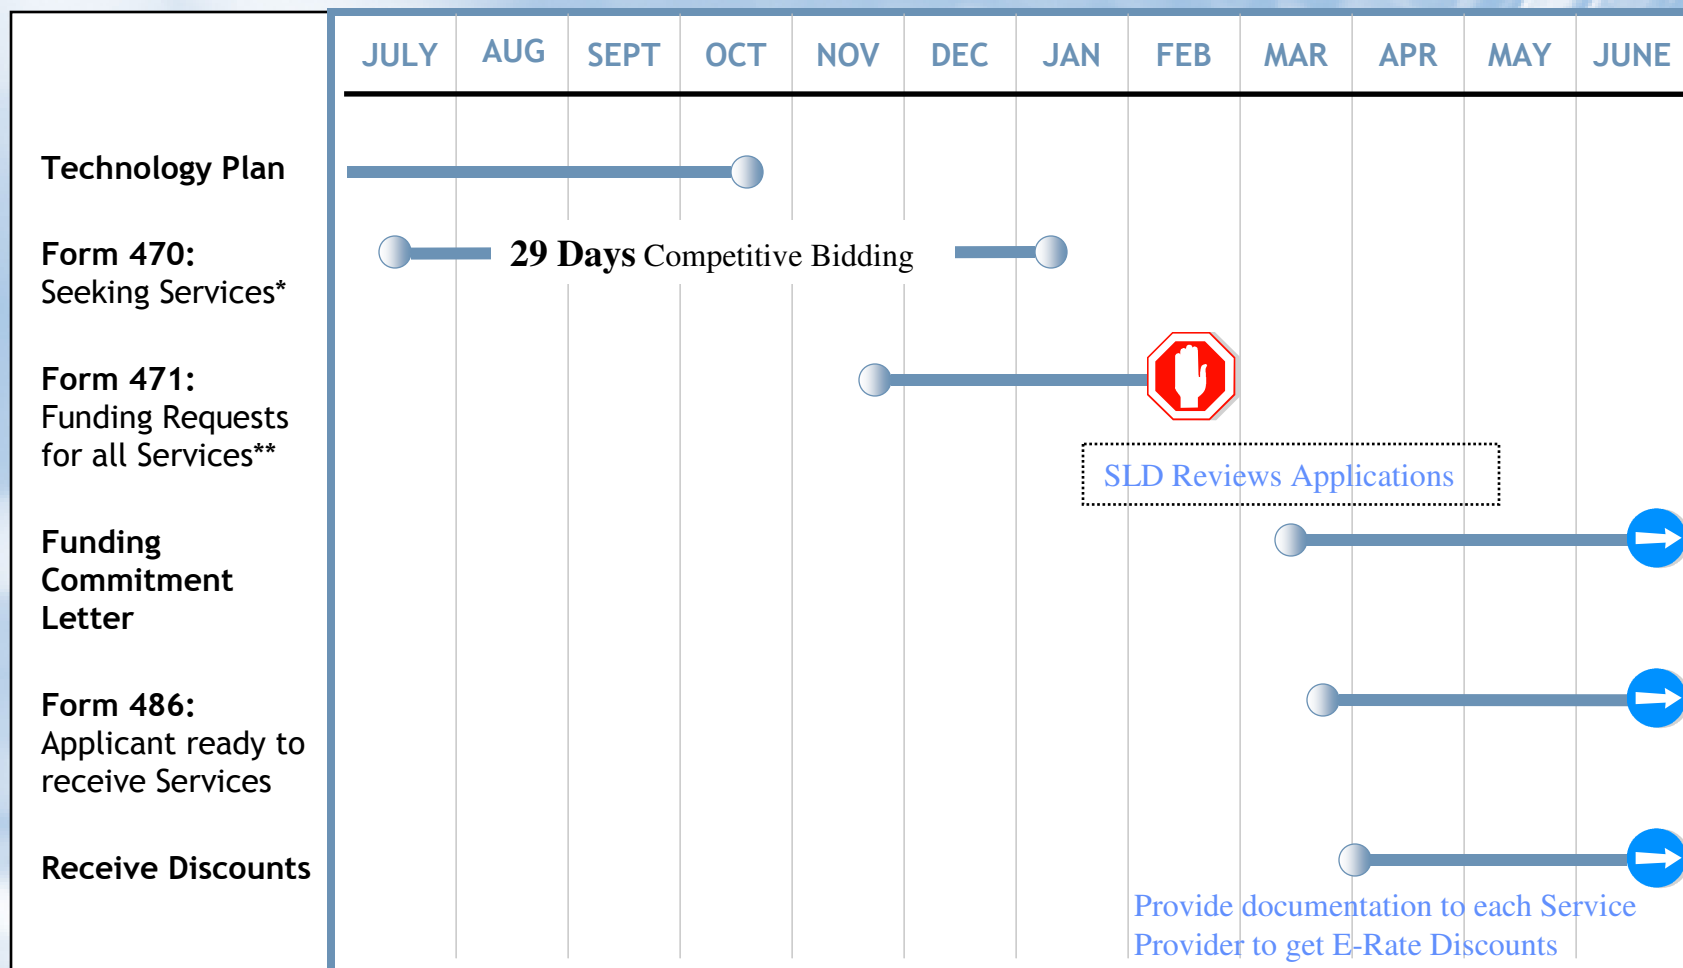 JULY AUG SEPT OCT NOV DEC JAN FEB MAR APR MAY JUNE
Technology Plan
Form 470:
Seeking Services*
29 Days Competitive Bidding
Form 471:
Funding Requests
for all Services**
SLD Reviews Applications
Funding
Commitment
Letter
Form 486:
Applicant ready to
receive Services
Receive Discounts
Provide documentation to each Service
Provider to get E-Rate Discounts